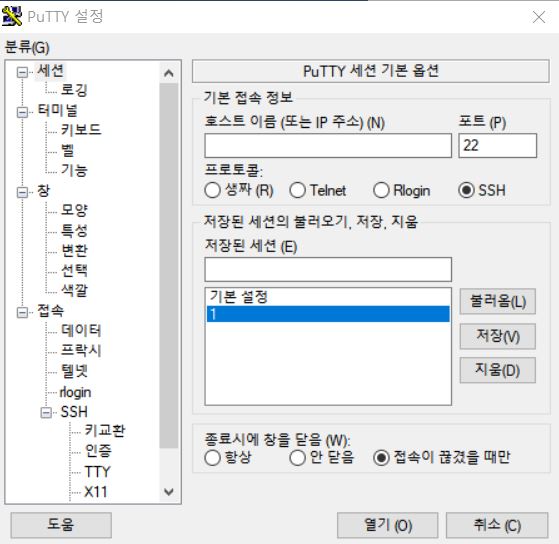 PuTTY 설정
분류(G)
세션
로깅
터미널
키보드
벨
기능
창
모양
특성
변환
선택
색깔
접속
데이터
프락시
텔넷
rlogin
SSH
키교환
인증
TTY
X11
PuTTY 세션 기본 옵션
기본 접속 정보
호스트 이름 (또는 IP 주소) (N) 포트 (P)
22
프로토콜:
생짜 (R) Telnet Rlogin SSH
저장된 세션의 불러오기, 저장, 지움
저장된 세션 (E)
기본 설정
1
불러옴(L)
저장(V)
지움(D)
종료시에 창을 닫음 (W):
항상 안 닫음 접속이 끊겼을 때만
도움 열기 (O) 취소 (C)